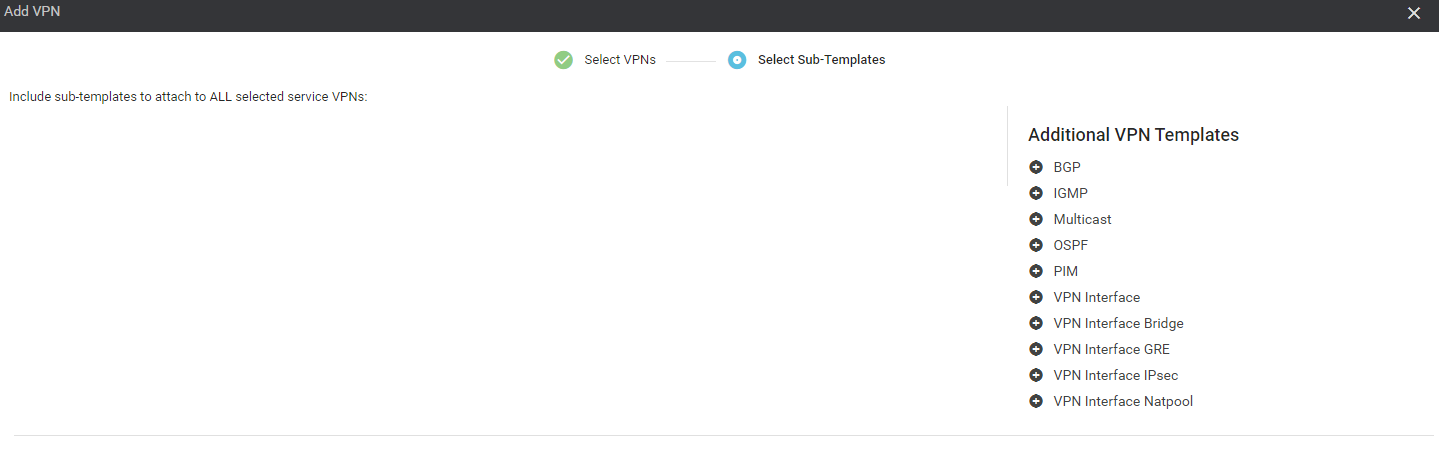 Add VPN
Select VPNs
Select Sub-Templates
Include sub-templates to attach to ALL selected service VPNs:
Additional VPN Templates
BGP
IGMP
Multicast
OSPF
PIM
VPN Interface
VPN Interface Bridge
VPN Interface GRE
VPN Interface IPsec
VPN Interface Natpool